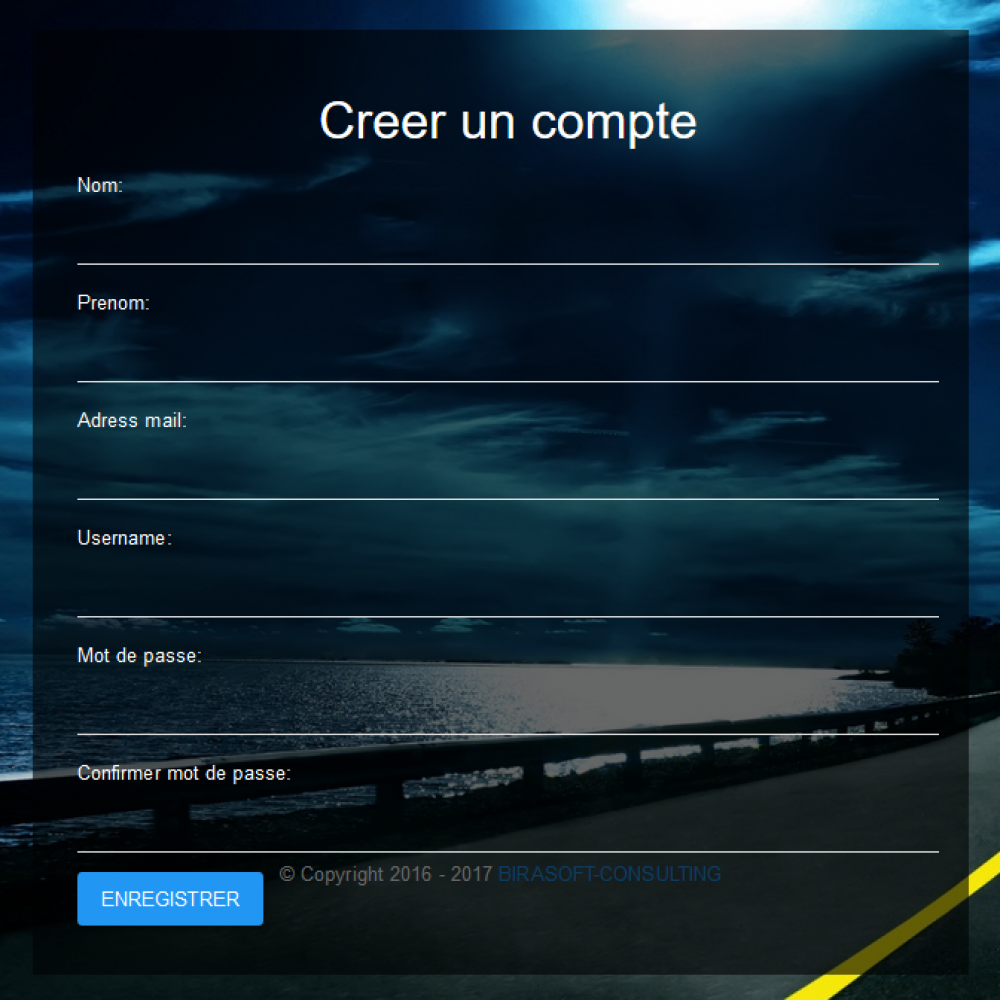 Creer un compte
Nom:
Prenom:
Adress mail:
Username:
Mot de passe:
Confirmer mot de passe:
© Copyright 2016 - 2017 BIRASOFT-CONSULTING
ENREGISTRER